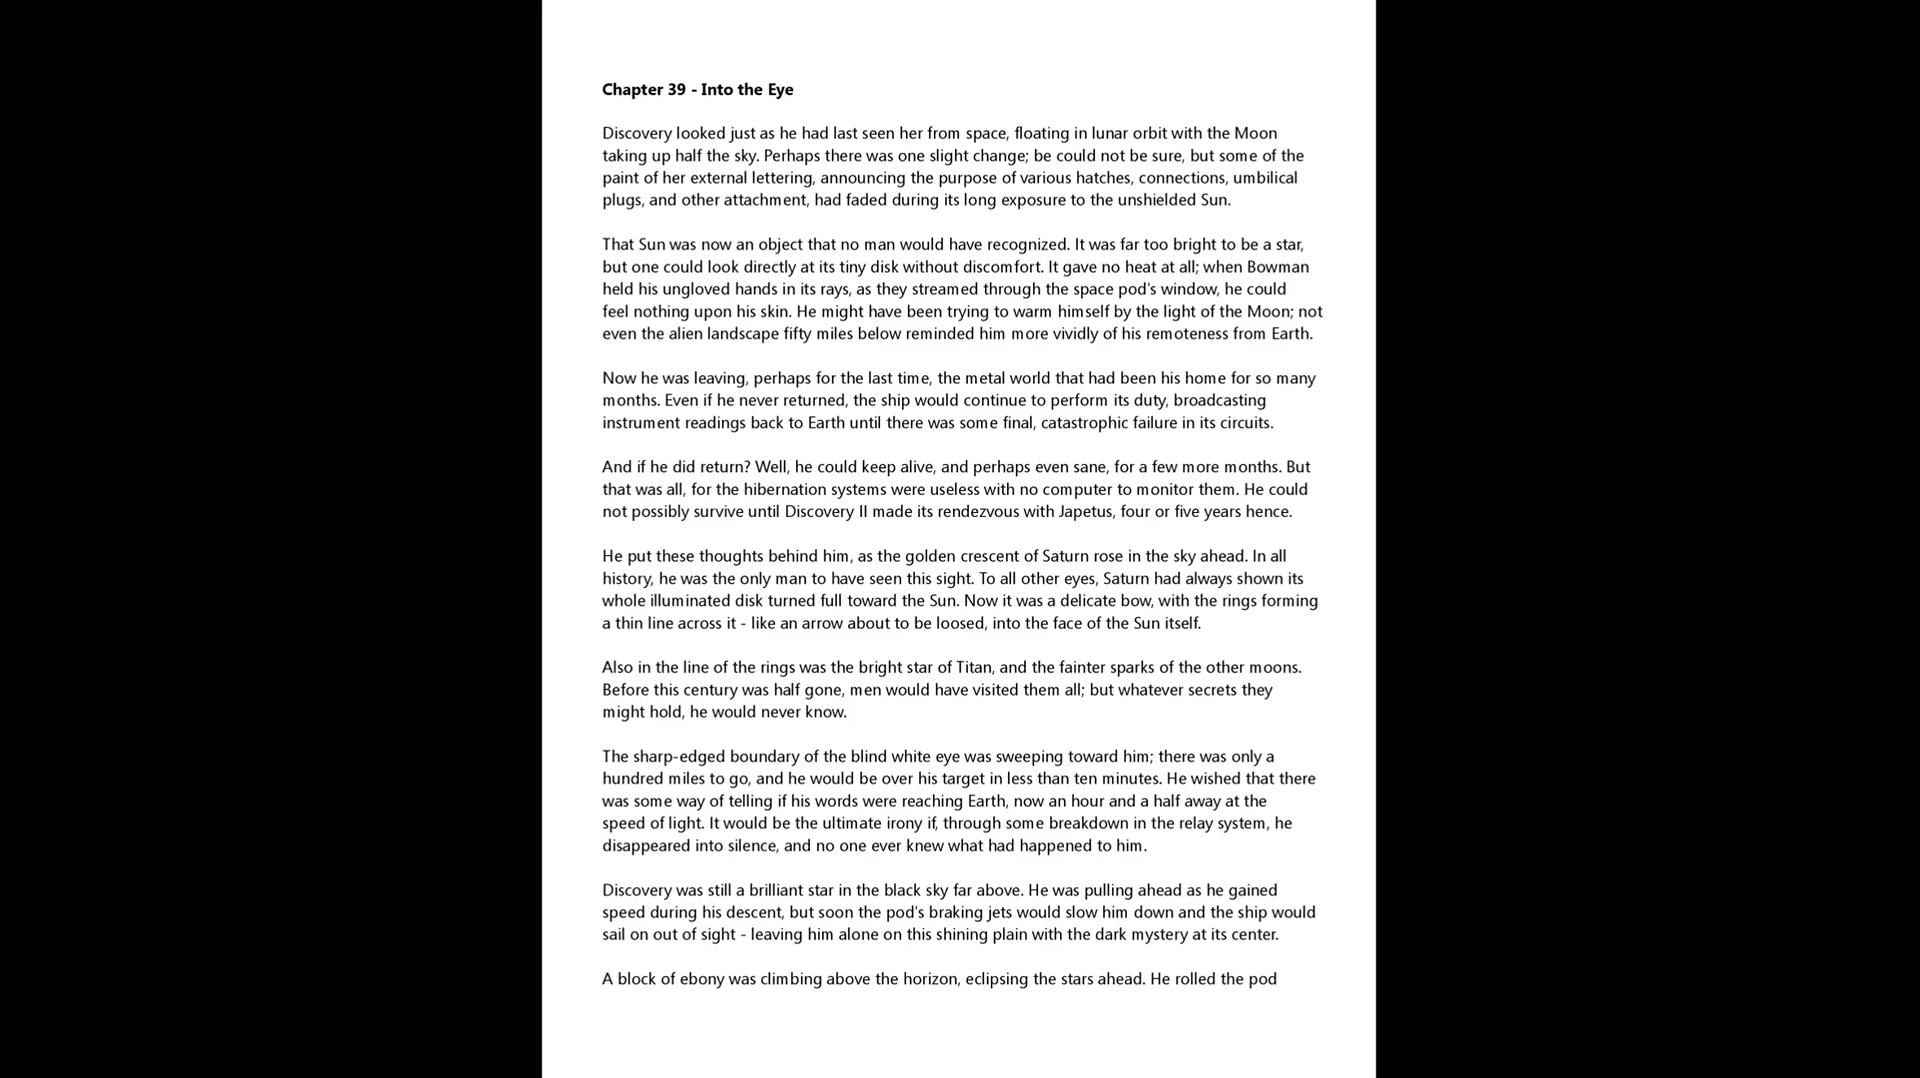 Chapter 39 - Into the Eye
Discovery looked just as he had last seen her from space, floating in lunar orbit with the Moon
taking up half the sky. Perhaps there was one slight change; be could not be sure, but some of the
paint of her external lettering, announcing the purpose of various hatches, connections, umbilical
plugs, and other attachment, had faded during its long exposure to the unshielded Sun.
That Sun was now an object that no man would have recognized. It was far too bright to be a star,
but one could look directly at its tiny disk without discomfort. It gave no heat at all; when Bowman
held his ungloved hands in its rays, as they streamed through the space pod's window, he could
feel nothing upon his skin. He might have been trying to warm himself by the light of the Moon; not
even the alien landscape fifty miles below reminded him more vividly of his remoteness from Earth.
Now he was leaving, perhaps for the last time, the metal world that had been his home for so many
months. Even if he never returned, the ship would continue to perform its duty, broadcasting
instrument readings back to Earth until there was some final, catastrophic failure in its circuits.
And if he did return? Well, he could keep alive, and perhaps even sane, for a few more months. But
that was all, for the hibernation systems were useless with no computer to monitor them. He could
not possibly survive until Discovery II made its rendezvous with Japetus, four or five years hence.
He put these thoughts behind him, as the golden crescent of Saturn rose in the sky ahead. In all
history, he was the only man to have seen this sight. To all other eyes, Saturn had always shown its
whole illuminated disk turned full toward the Sun. Now it was a delicate bow, with the rings forming
a thin line across it - like an arrow about to be loosed, into the face of the Sun itself.
Also in the line of the rings was the bright star of Titan, and the fainter sparks of the other moons.
Before this century was half gone, men would have visited them all; but whatever secrets they
might hold, he would never know.
The sharp-edged boundary of the blind white eye was sweeping toward him; there was only a
hundred miles to go, and he would be over his target in less than ten minutes. He wished that there
was some way of telling if his words were reaching Earth, now an hour and a half away at the
speed of light. It would be the ultimate irony if, through some breakdown in the relay system, he
disappeared into silence, and no one ever knew what had happened to him.
Discovery was still a brilliant star in the black sky far above. He was pulling ahead as he gained
speed during his descent, but soon the pod's braking jets would slow him down and the ship would
sail on out of sight - leaving him alone on this shining plain with the dark mystery at its center.
A block of ebony was climbing above the horizon, eclipsing the stars ahead. He rolled the pod